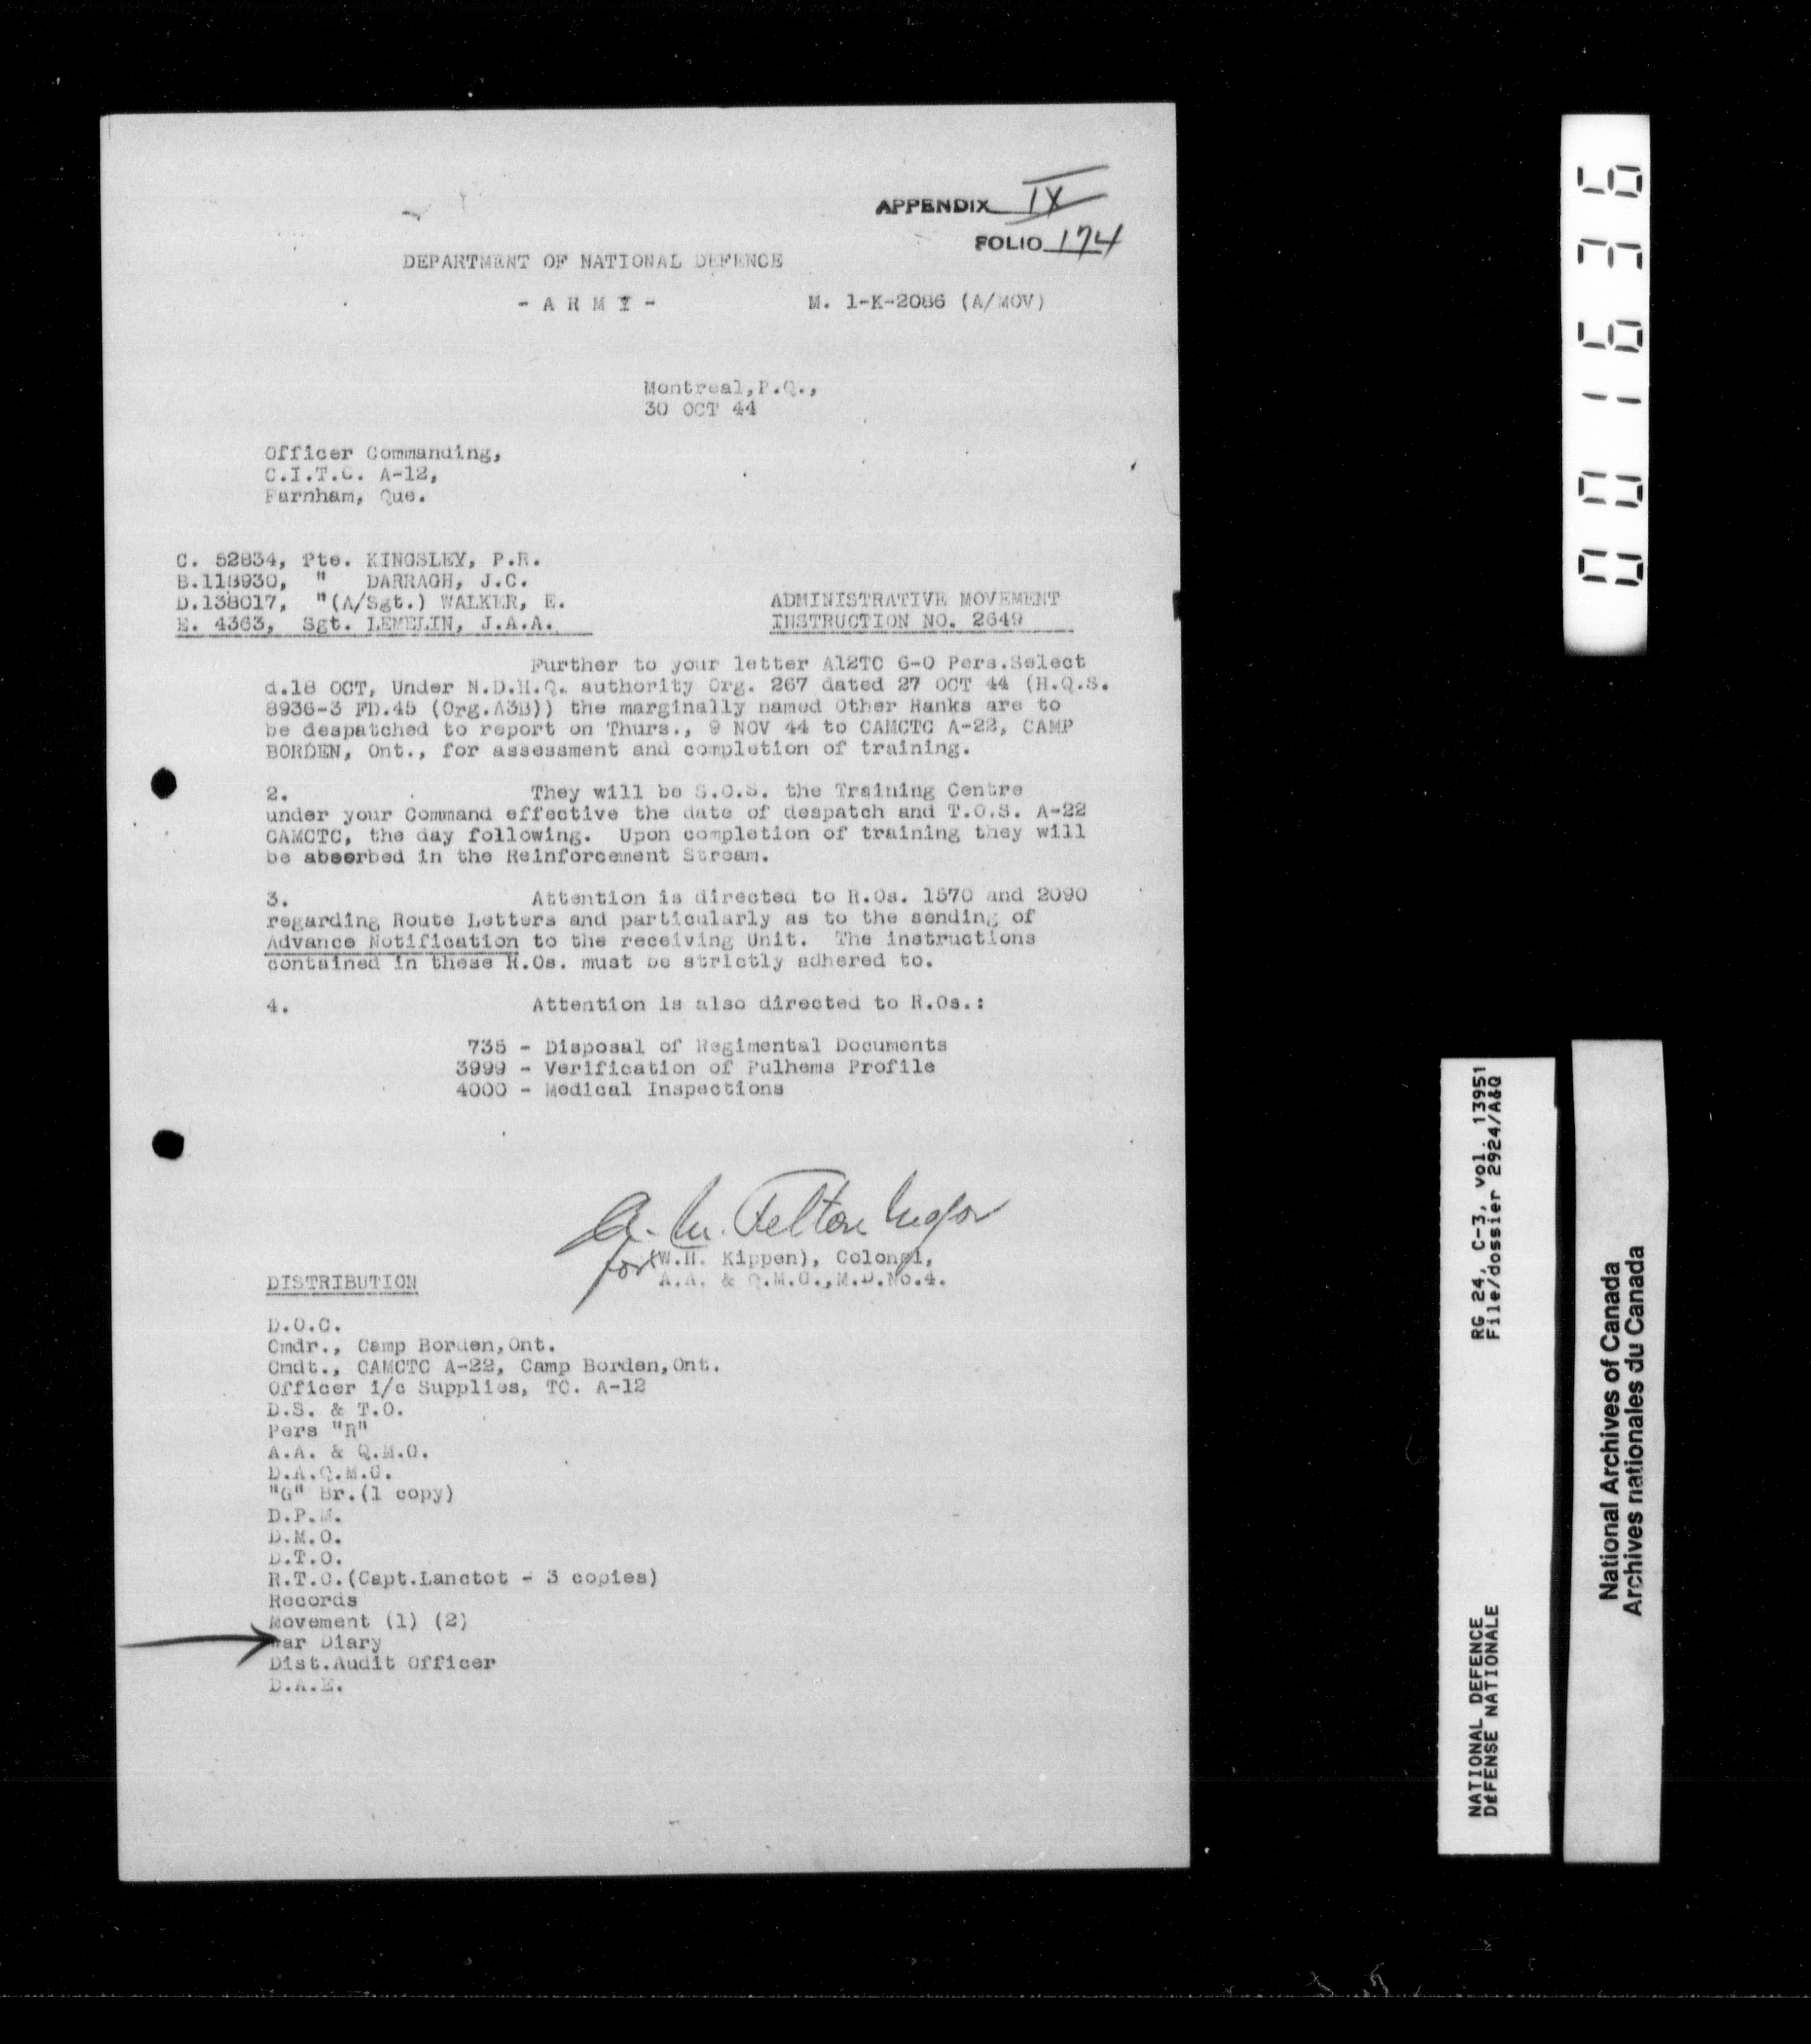 APPENDIX IX
FOLIO 174
DEPARTMENT OF NATIONAL DEFENCE
- A R M Y -
M. 1-K-2086 (A/MOV)
Montreal,P.Q.,
30 OCT 44
Officer Commanding,
C.I.T.C. A-12,
Farnham, Que.
C. 52834, Pte. KINGSLEY, P.R.
B.118930, " DARRAGH, J.C.
D.138017, "(A/Sgt.) WALKER, E.
E. 4363, Sgt. LEMELIN, J.A.A.
ADMINISTRATIVE MOVEMENT
INSTRUCTION NO. 2649
Further to your letter A12TC 6-0 Pers.Select
d.18 OCT, Under N.D.H.Q. authority Org. 267 dated 27 OCT 44 (H.Q.S.
8936-3 FD.45 (Org.A3B)) the marginally named Other Ranks are to
be despatched to report on Thurs., 9 NOV 44 to CAMCTC A-22, CAMP
BORDEN, Ont., for assessment and completion of training.
2. They will be S.O.S. the Training Centre
under your Command effective the date of despatch and T.O.S. A-22
CAMCTC, the day following. Upon completion of training they will
be absorbed in the Reinforcement Stream.
3. Attention is directed to R.Os. 1570 and 2090
regarding Route Letters and particularly as to the sending of
Advance Notification to the receiving Unit. The instructions
contained in these R.Os. must be strictly adhered to.
4. Attention is also directed to R.Os.:
735 - Disposal of Regimental Documents
3999 - Verification of Pulhems Profile
4000 - Medical Inspections
A. M. Felton Major
for (W.H. Kippen), Colonel,
A.A. & Q.M.G.,M.D.No.4.
DISTRIBUTION
D.O.C.
Cmdr., Camp Borden,Ont.
Cmdt., CAMCTC A-22, Camp Borden,Ont.
Officer i/c Supplies, TC. A-12
D.S. & T.O.
Pers "R"
A.A. & Q.M.G.
D.A.Q.M.G.
"G" Br.(1 copy)
D.P.M.
D.M.O.
D.T.O.
R.T.O.(Capt.Lanctot - 3 copies)
Records
Movement (1) (2)
War Diary
Dist.Audit Officer
D.A.E.
001636
RG 24, C-3, vol. 13951
File/dossier 2924/A&Q
NATIONAL DEFENCE
DEFENSE NATIONALE
National Archives of Canada
Archives nationales du Canada